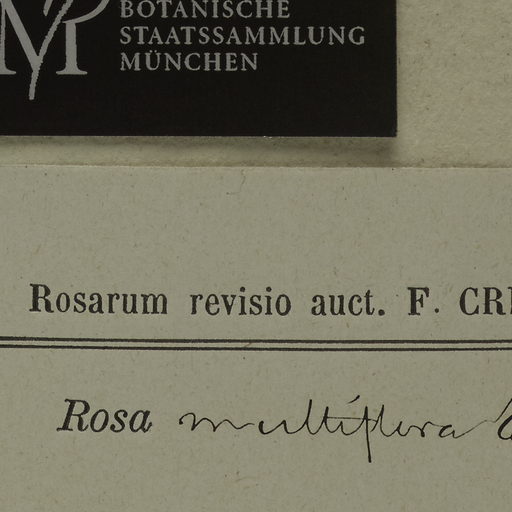 BOTANISCHE
STAATSSAMMLUNG
MÜNCHEN
Rosarum revisio auct. F.
Rosa multiflora